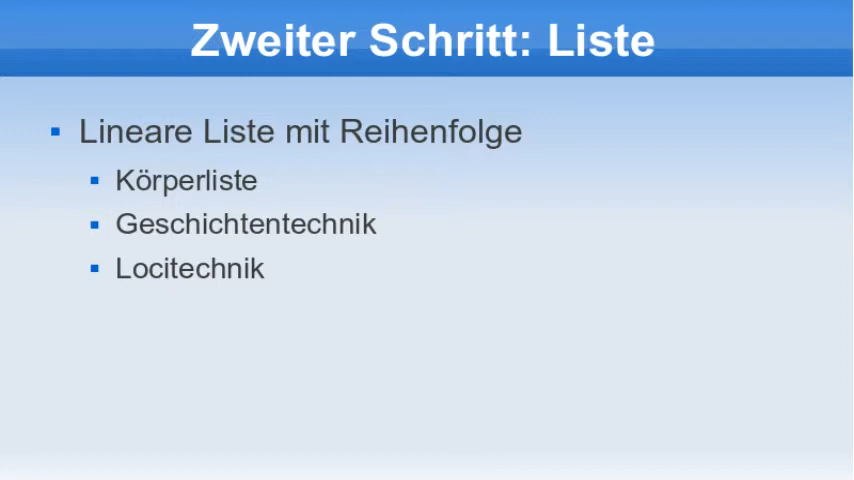 Zweiter Schritt: Liste
Lineare Liste mit Reihenfolge
Körperliste
Geschichtentechnik
Locitechnik